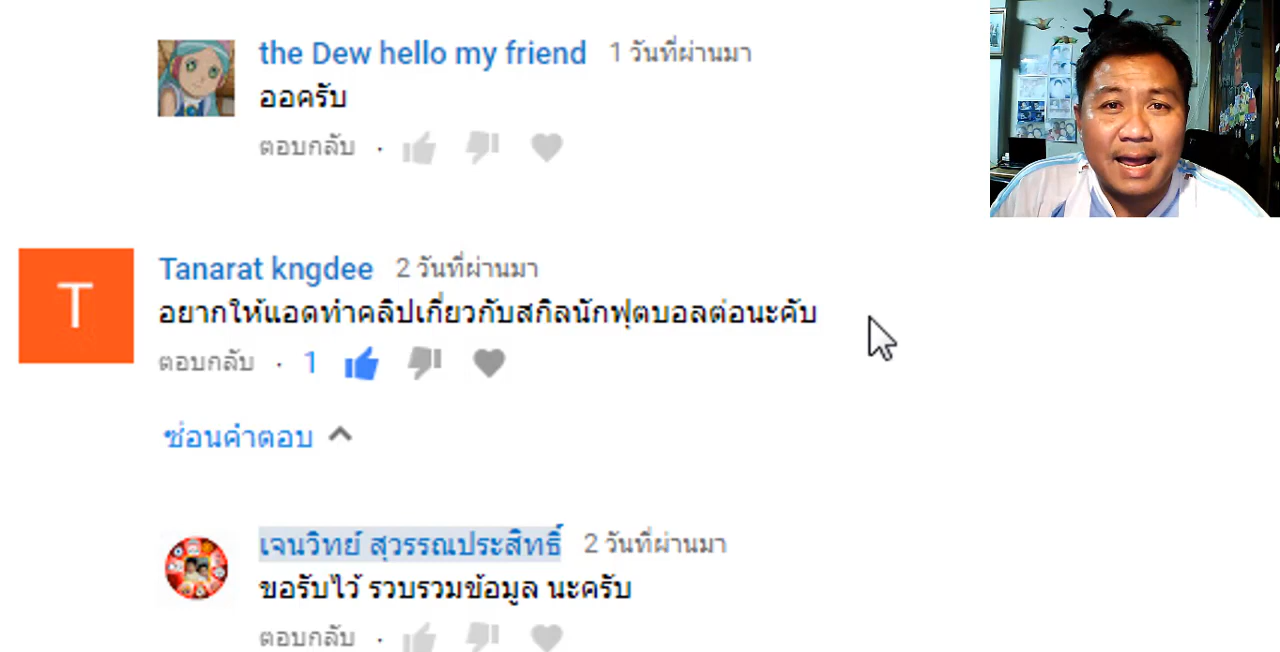 the Dew hello my friend 1 วันที่ผ่านมา
ออครับ
ตอบกลับ ·
T
Tanarat kngdee 2 วันที่ผ่านมา
อยากให้แอดทำคลิปเกี่ยวกับสกิลนักฟุตบอลต่อนะคับ
ตอบกลับ · 1
ซ่อนคำตอบ
เจนวิทย์ สุวรรณประสิทธิ์ 2 วันที่ผ่านมา
ขอรับไว้ รวบรวมข้อมูล นะครับ
ตอบกลับ ·